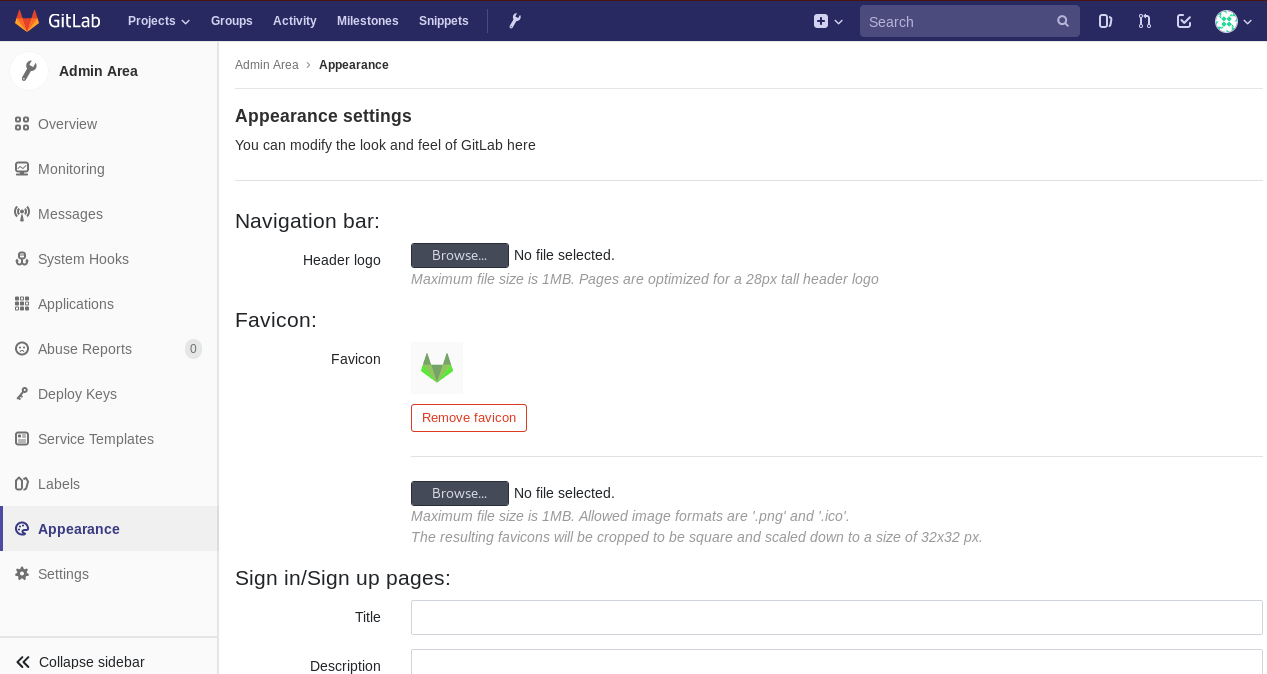 GitLab Projects Groups Activity Milestones Snippets Search
Admin Area
Overview
Monitoring
Messages
System Hooks
Applications
Abuse Reports 0
Deploy Keys
Service Templates
Labels
Appearance
Settings
Collapse sidebar
Admin Area › Appearance
Appearance settings
You can modify the look and feel of GitLab here
Navigation bar:
Header logo Browse... No file selected.
Maximum file size is 1MB. Pages are optimized for a 28px tall header logo
Favicon:
Favicon
Remove favicon
Browse... No file selected.
Maximum file size is 1MB. Allowed image formats are '.png' and '.ico'.
The resulting favicons will be cropped to be square and scaled down to a size of 32x32 px.
Sign in/Sign up pages:
Title
Description